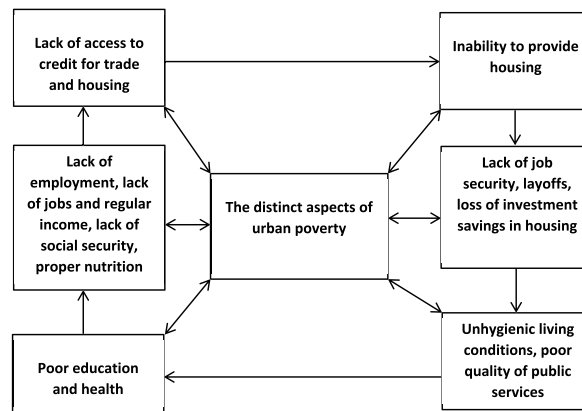 Lack of access to
credit for trade
and housing
Inability to provide
housing
Lack of
employment, lack
of jobs and regular
income, lack of
social security,
proper nutrition
The distinct aspects of
urban poverty
Lack of job
security, layoffs,
loss of investment
savings in housing
Poor education
and health
Unhygienic living
conditions, poor
quality of public
services